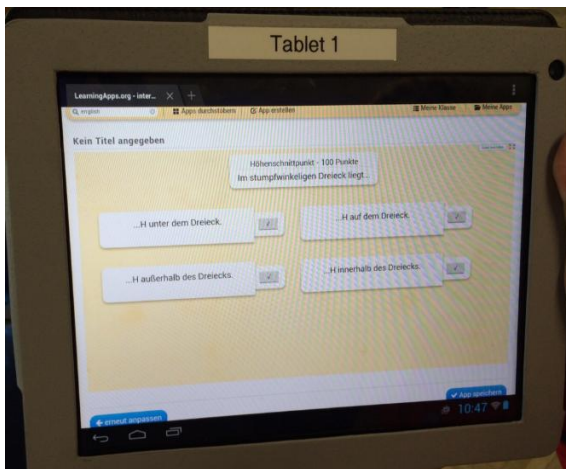 Tablet 1
LearningApps.org - inter...
english
Apps durchstöbern
App erstellen
Meine Klasse
Meine Apps
Kein Titel angegeben
Höhenschnittpunkt - 100 Punkte
Im stumpfwinkeligen Dreieck liegt...
...H unter dem Dreieck.
...H auf dem Dreieck.
...H außerhalb des Dreiecks.
...H innerhalb des Dreiecks.
erneut anpassen
App speichern
10:47